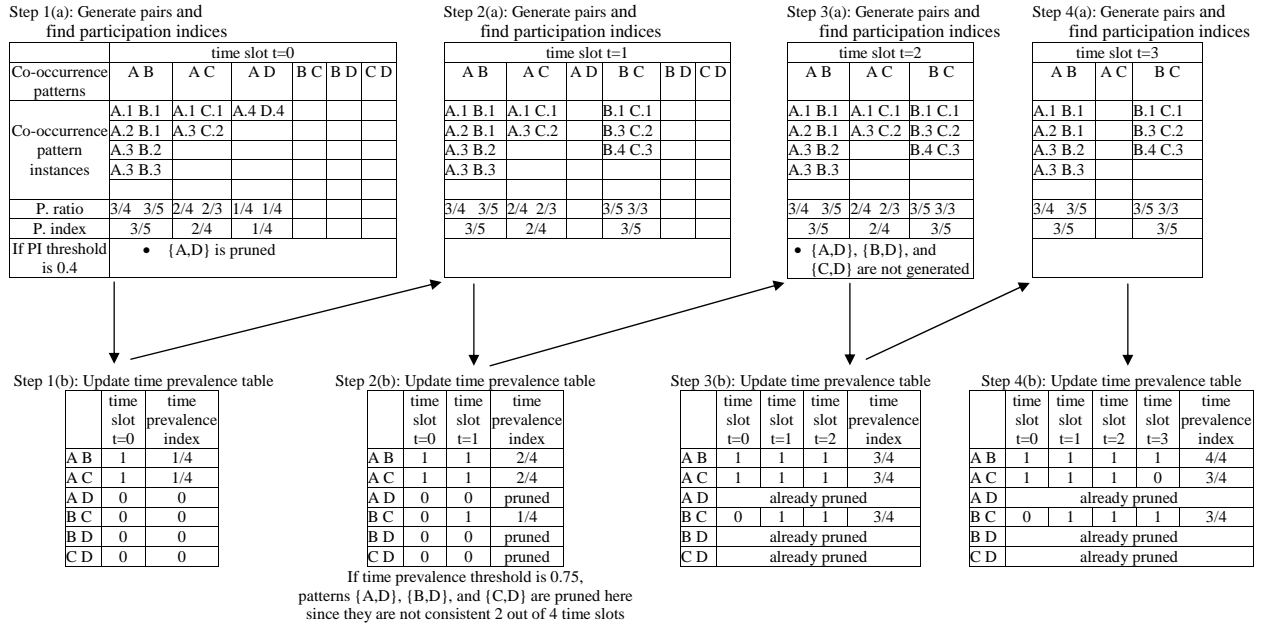 Step 1(a): Generate pairs and
find participation indices
time slot t=0
Co-occurrence patterns A B A C A D B C B D C D
Co-occurrence pattern instances
A.1 B.1 A.1 C.1 A.4 D.4
A.2 B.1 A.3 C.2
A.3 B.2
A.3 B.3
P. ratio 3/4 3/5 2/4 2/3 1/4 1/4
P. index 3/5 2/4 1/4
If PI threshold is 0.4 • {A,D} is pruned
Step 2(a): Generate pairs and
find participation indices
time slot t=1
A B A C A D B C B D C D
A.1 B.1 A.1 C.1 B.1 C.1
A.2 B.1 A.3 C.2 B.3 C.2
A.3 B.2 B.4 C.3
A.3 B.3
3/4 3/5 2/4 2/3 3/5 3/3
3/5 2/4 3/5
Step 3(a): Generate pairs and
find participation indices
time slot t=2
A B A C B C
A.1 B.1 A.1 C.1 B.1 C.1
A.2 B.1 A.3 C.2 B.3 C.2
A.3 B.2 B.4 C.3
A.3 B.3
3/4 3/5 2/4 2/3 3/5 3/3
3/5 2/4 3/5
• {A,D}, {B,D}, and
{C,D} are not generated
Step 4(a): Generate pairs and
find participation indices
time slot t=3
A B A C B C
A.1 B.1 B.1 C.1
A.2 B.1 B.3 C.2
A.3 B.2 B.4 C.3
A.3 B.3
3/4 3/5 3/5 3/3
3/5 3/5
Step 1(b): Update time prevalence table
time slot t=0 time prevalence index
A B 1 1/4
A C 1 1/4
A D 0 0
B C 0 0
B D 0 0
C D 0 0
Step 2(b): Update time prevalence table
time slot t=0 time slot t=1 time prevalence index
A B 1 1 2/4
A C 1 1 2/4
A D 0 0 pruned
B C 0 1 1/4
B D 0 0 pruned
C D 0 0 pruned
If time prevalence threshold is 0.75,
patterns {A,D}, {B,D}, and {C,D} are pruned here
since they are not consistent 2 out of 4 time slots
Step 3(b): Update time prevalence table
time slot t=0 time slot t=1 time slot t=2 time prevalence index
A B 1 1 1 3/4
A C 1 1 1 3/4
A D already pruned
B C 0 1 1 3/4
B D already pruned
C D already pruned
Step 4(b): Update time prevalence table
time slot t=0 time slot t=1 time slot t=2 time slot t=3 time prevalence index
A B 1 1 1 1 4/4
A C 1 1 1 0 3/4
A D already pruned
B C 0 1 1 1 3/4
B D already pruned
C D already pruned